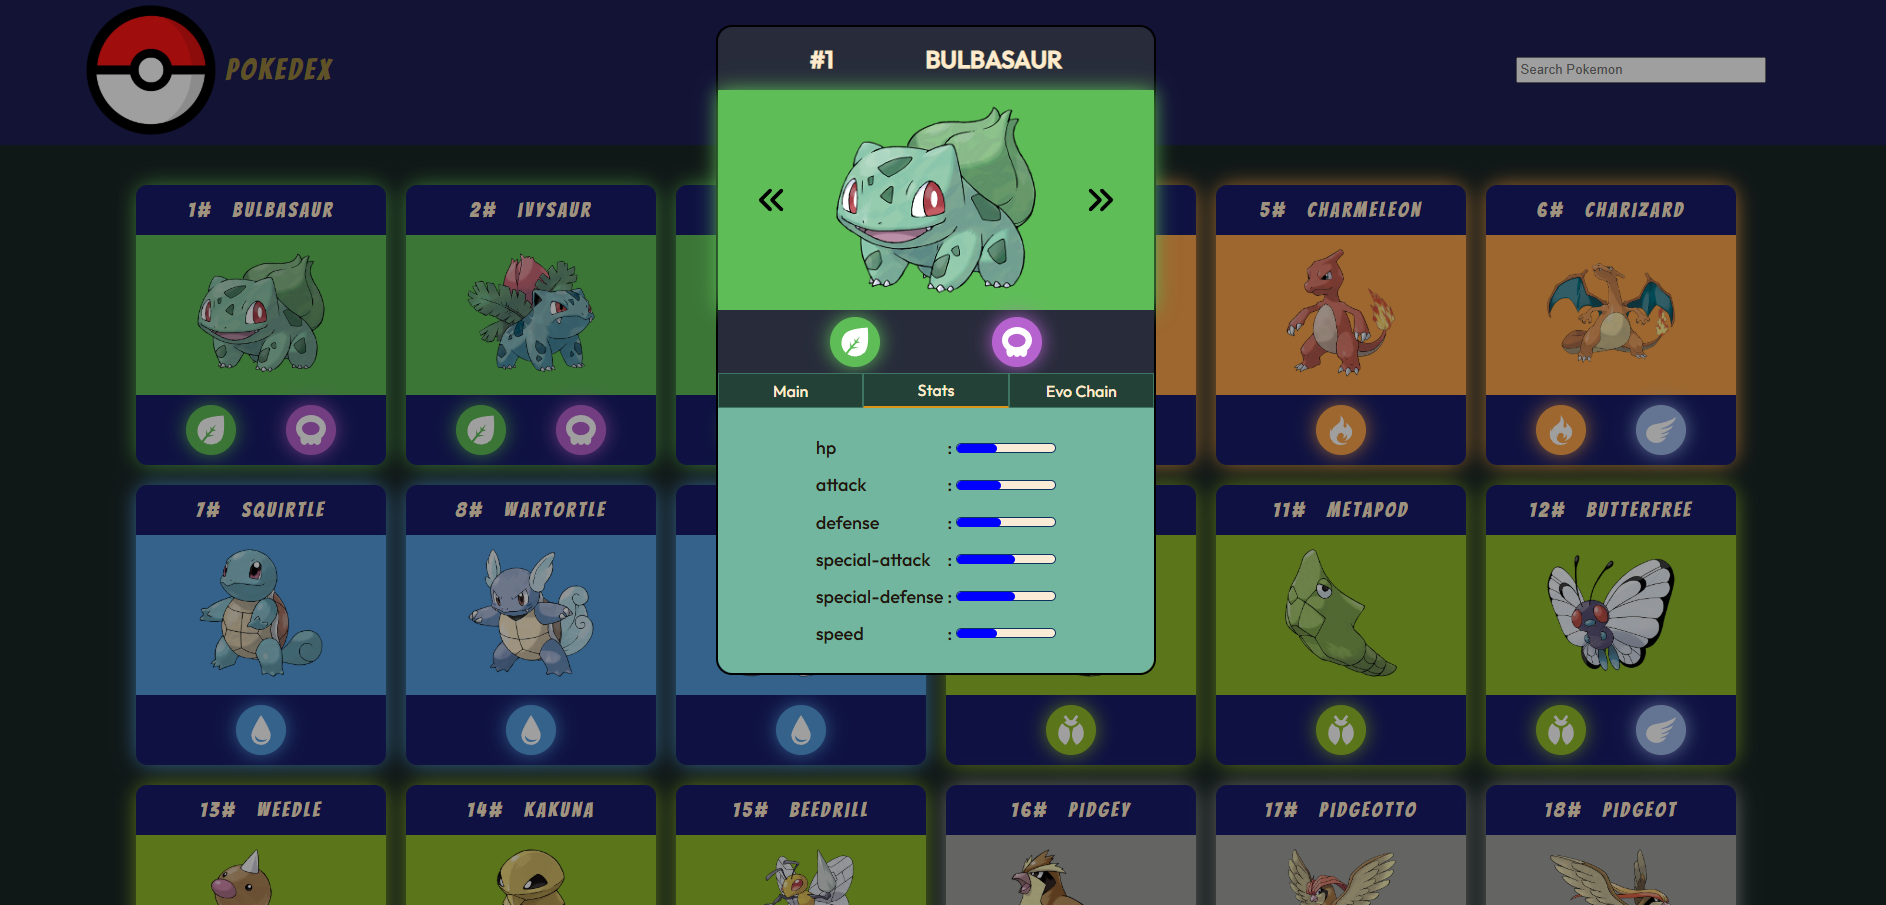 POKEDEX
Search Pokemon
#1 BULBASAUR
Main Stats Evo Chain
hp :
attack :
defense :
special-attack :
special-defense :
speed :
1# BULBASAUR
2# IVYSAUR
5# CHARMELEON
6# CHARIZARD
7# SQUIRTLE
8# WARTORTLE
11# METAPOD
12# BUTTERFREE
13# WEEDLE
14# KAKUNA
15# BEEDRILL
16# PIDGEY
17# PIDGEOTTO
18# PIDGEOT